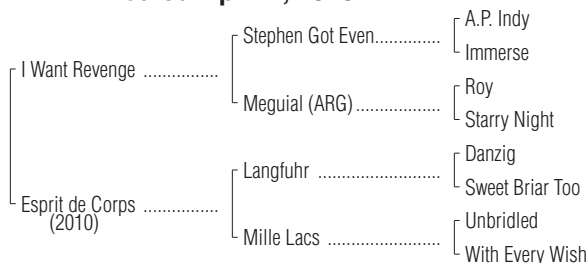 A.P. Indy
Stephen Got Even..............
Immerse
I Want Revenge ................
Roy
Meguial (ARG)..................
Starry Night
Danzig
Langfuhr .........................
Sweet Briar Too
Esprit de Corps ................
(2010)
Unbridled
Mille Lacs ........................
With Every Wish